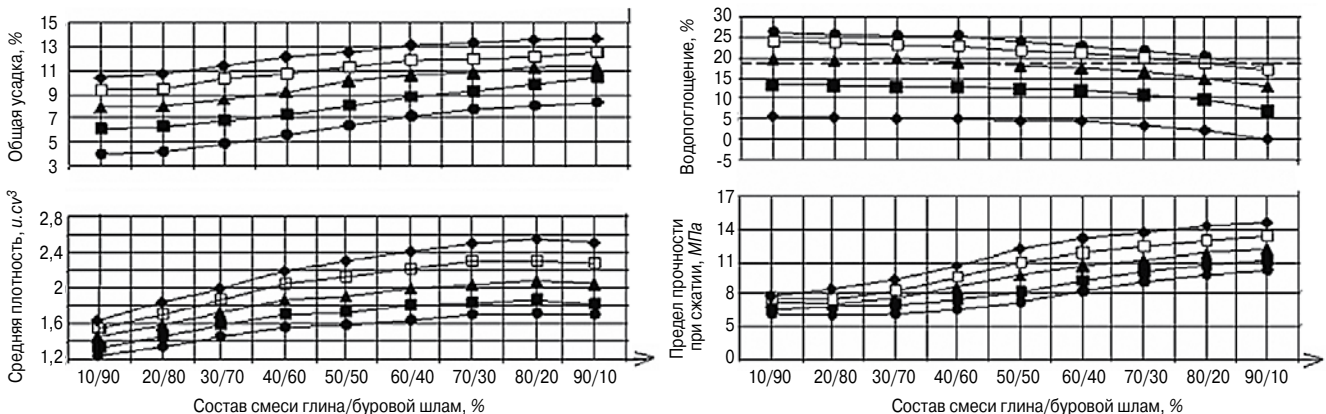 Общая усадка, %
15
13
11
9
7
5
3
Водопоглощение, %
30
25
20
15
10
5
0
-5
Средняя плотность, и.cv³
2,8
2,4
2
1,6
1,2
10/90 20/80 30/70 40/60 50/50 60/40 70/30 80/20 90/10
Состав смеси глина/буровой шлам, %
Предел прочности
при сжатии, МПа
17
14
11
8
5
0
10/90 20/80 30/70 40/60 50/50 60/40 70/30 80/20 90/10
Состав смеси глина/буровой шлам, %